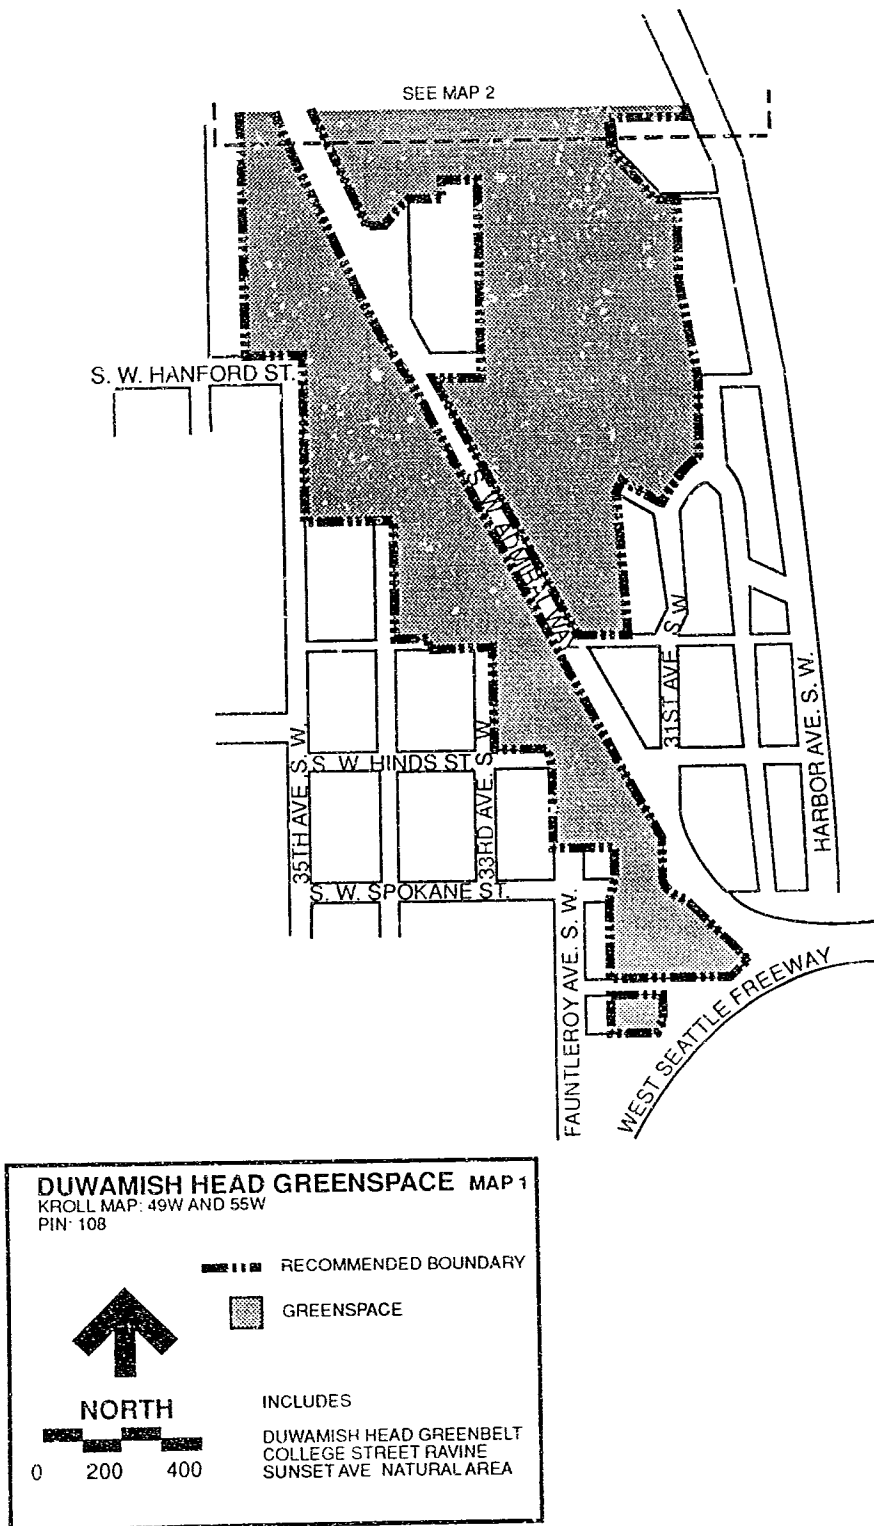 SEE MAP 2
S. W. HANFORD ST.
S. W. ADMIRAL WAY
31ST AVE. S. W.
HARBOR AVE. S. W.
35TH AVE. S. W.
S. W. HINDS ST.
33RD AVE. S. W.
S. W. SPOKANE ST.
FAUNTLEROY AVE. S. W.
WEST SEATTLE FREEWAY
DUWAMISH HEAD GREENSPACE MAP 1
KROLL MAP: 49W AND 55W
PIN: 108
RECOMMENDED BOUNDARY
GREENSPACE
NORTH
0 200 400
INCLUDES
DUWAMISH HEAD GREENBELT
COLLEGE STREET RAVINE
SUNSET AVE NATURAL AREA